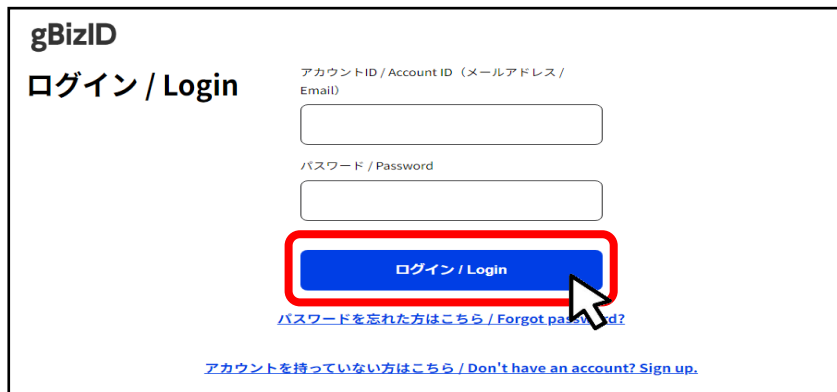 gBizID
ログイン / Login
アカウントID / Account ID（メールアドレス /
Email）
パスワード / Password
ログイン / Login
パスワードを忘れた方はこちら / Forgot password?
アカウントを持っていない方はこちら / Don't have an account? Sign up.